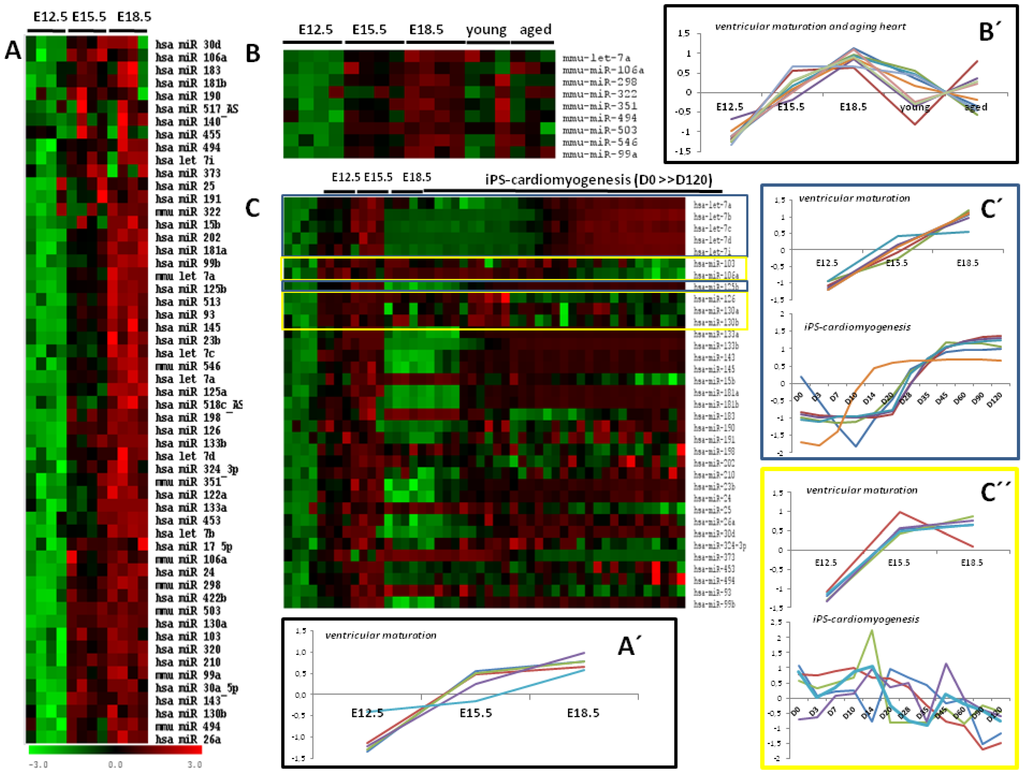 A
E12.5 E15.5 E18.5
hsa miR 30d
hsa miR 106a
hsa miR 183
hsa miR 181b
hsa miR 190
hsa miR 517_AS
hsa miR 140
hsa miR 455
hsa miR 494
hsa let 7i
hsa miR 373
hsa miR 25
hsa miR 191
mmu miR 322
hsa miR 15b
hsa miR 202
hsa miR 181a
hsa miR 99b
mmu let 7a
hsa miR 125b
hsa miR 513
hsa miR 93
hsa miR 145
hsa miR 23b
hsa let 7c
mmu miR 546
hsa let 7a
hsa miR 125a
hsa miR 518c_AS
hsa miR 198
hsa miR 126
hsa miR 133b
hsa let 7d
hsa miR 324_3p
mmu miR 351
hsa miR 122a
hsa miR 133a
hsa miR 453
hsa let 7b
hsa miR 17_5p
mmu miR 106a
hsa miR 24
mmu miR 298
hsa miR 422b
mmu miR 503
hsa miR 130a
hsa miR 103
hsa miR 320
hsa miR 210
mmu miR 99a
hsa miR 30a_5p
hsa miR 143
hsa miR 130b
mmu miR 494
hsa miR 26a
-3.0 0.0 3.0
B
E12.5 E15.5 E18.5 young aged
mmu-let-7a
mmu-miR-106a
mmu-miR-298
mmu-miR-322
mmu-miR-351
mmu-miR-494
mmu-miR-503
mmu-miR-546
mmu-miR-99a
B´
ventricular maturation and aging heart
1.5
1
0.5
0
-0.5
-1
-1.5
E12.5 E15.5 E18.5 young aged
C
E12.5 E15.5 E18.5 iPS-cardiomyogenesis (D0 >>D120)
hsa-let-7a
hsa-let-7b
hsa-let-7c
hsa-let-7d
hsa-let-7i
hsa-miR-103
hsa-miR-106a
hsa-miR-125b
hsa-miR-126
hsa-miR-130a
hsa-miR-130b
hsa-miR-133a
hsa-miR-133b
hsa-miR-143
hsa-miR-145
hsa-miR-15b
hsa-miR-181a
hsa-miR-181b
hsa-miR-183
hsa-miR-190
hsa-miR-191
hsa-miR-198
hsa-miR-202
hsa-miR-210
hsa-miR-23b
hsa-miR-24
hsa-miR-25
hsa-miR-26a
hsa-miR-30d
hsa-miR-324-3p
hsa-miR-373
hsa-miR-453
hsa-miR-494
hsa-miR-93
hsa-miR-99b
A´
ventricular maturation
1.5
1.0
0.5
0.0
-0.5
-1.0
-1.5
E12.5 E15.5 E18.5
C´
ventricular maturation
1.5
1
0.5
0
-0.5
-1
-1.5
E12.5 E15.5 E18.5
iPS-cardiomyogenesis
1.5
1
0.5
0
-0.5
-1
-1.5
-2
D0 D3 D7 D10 D14 D20 D28 D35 D45 D60 D90 D120
C´´
ventricular maturation
1.5
1
0.5
0
-0.5
-1
-1.5
E12.5 E15.5 E18.5
iPS-cardiomyogenesis
2.5
2
1.5
1
0.5
0
-0.5
-1
-1.5
-2
D0 D3 D7 D10 D14 D20 D28 D35 D45 D60 D90 D120